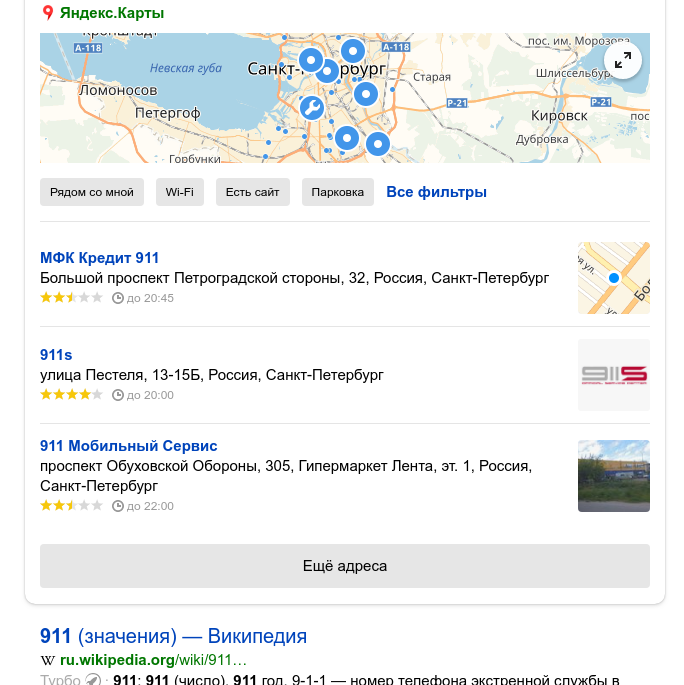 Яндекс.Карты
Кронштадт
А-118
А-118
пос. им. Морозова
Невская губа
Санкт-Петербург
Старая
Шлиссельбург
Ломоносов
Р-21
Р-21
Петергоф
Кировск
пос
Дубровка
Горбунки
Рядом со мной
Wi-Fi
Есть сайт
Парковка
Все фильтры
МФК Кредит 911
Большой проспект Петроградской стороны, 32, Россия, Санкт-Петербург
до 20:45
ая ул.
Бол
911s
улица Пестеля, 13-15Б, Россия, Санкт-Петербург
до 20:00
911S
911 Мобильный Сервис
проспект Обуховской Обороны, 305, Гипермаркет Лента, эт. 1, Россия,
Санкт-Петербург
до 22:00
Ещё адреса
911 (значения) — Википедия
W ru.wikipedia.org/wiki/911…
Турбо · 911: 911 (число). 911 год. 9-1-1 — номер телефона экстренной службы в